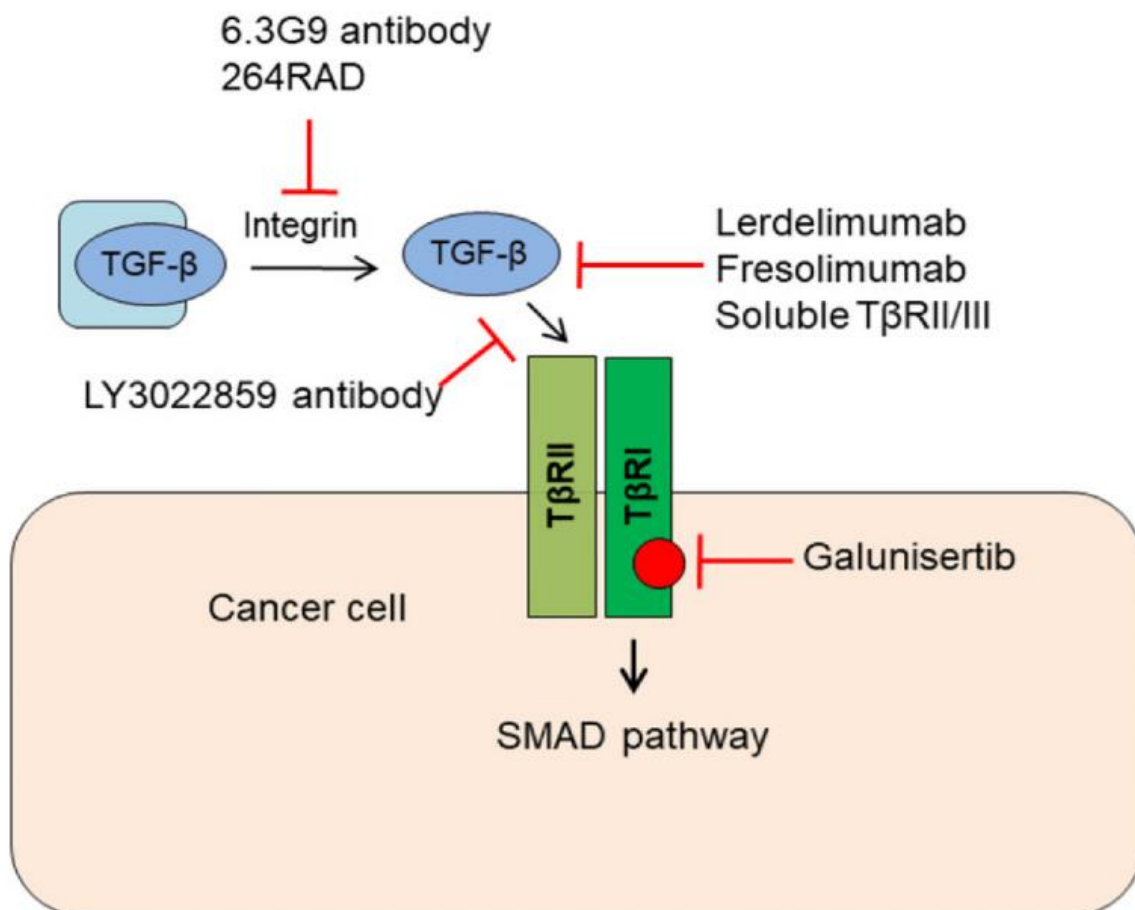 6.3G9 antibody
264RAD
Integrin
TGF-β
TGF-β
Lerdelimumab
Fresolimumab
Soluble TβRII/III
LY3022859 antibody
TβRII
TβRI
Galunisertib
Cancer cell
SMAD pathway